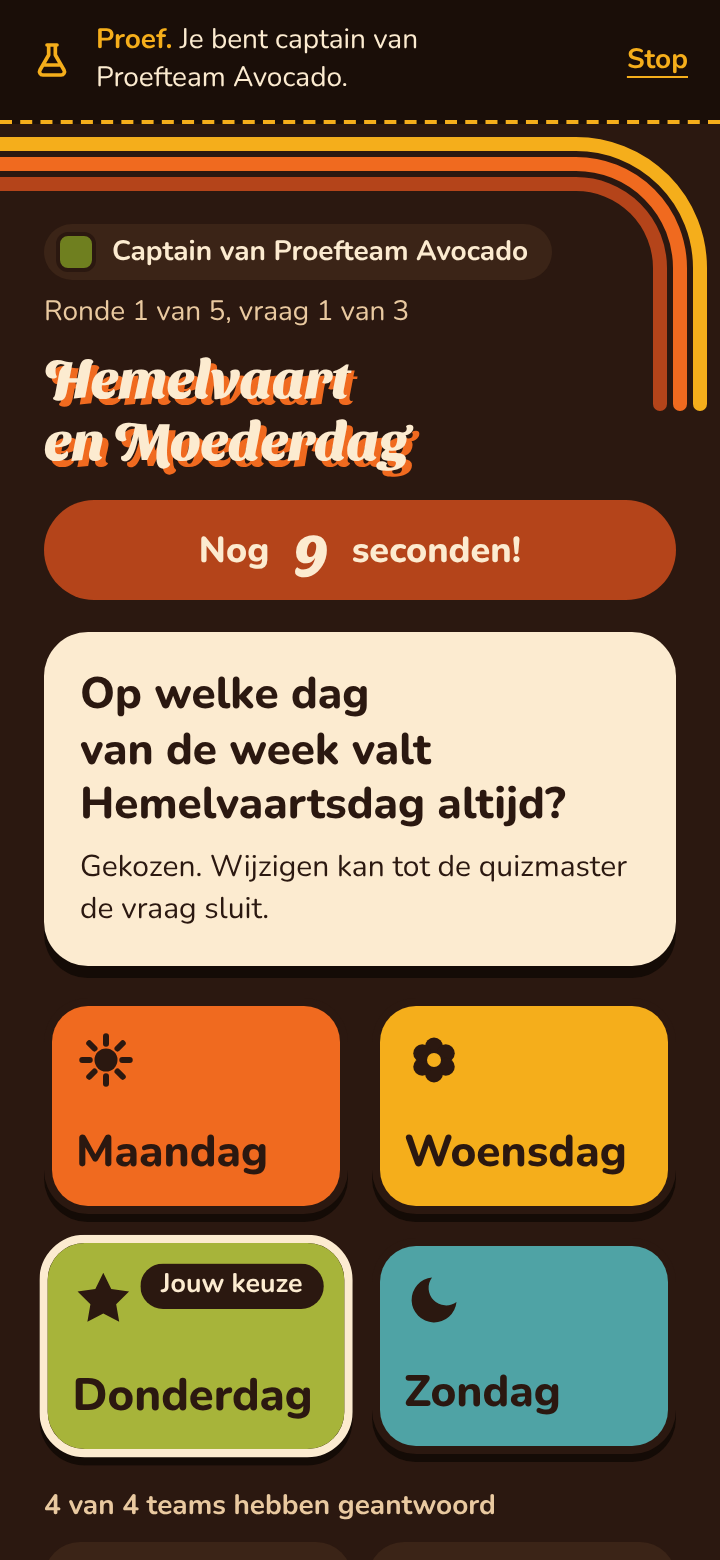 Proef. Je bent captain van
Proefteam Avocado.
Stop
Captain van Proefteam Avocado
Ronde 1 van 5, vraag 1 van 3
Hemelvaart
en Moederdag
Nog 9 seconden!
Op welke dag
van de week valt
Hemelvaartsdag altijd?
Gekozen. Wijzigen kan tot de quizmaster
de vraag sluit.
Maandag
Woensdag
Jouw keuze
Donderdag
Zondag
4 van 4 teams hebben geantwoord